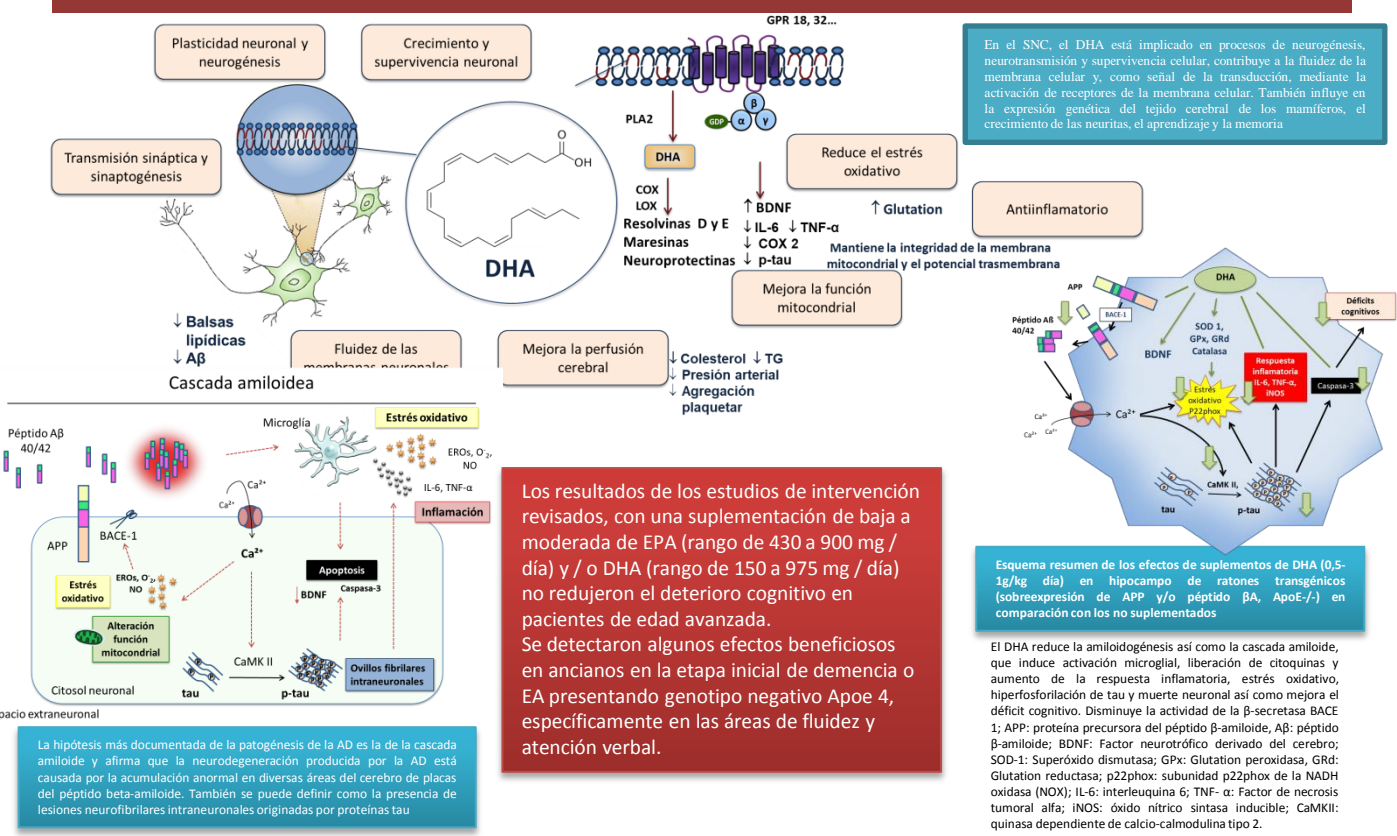 GPR 18, 32...
Plasticidad neuronal y
neurogénesis
Crecimiento y
supervivencia neuronal
Transmisión sináptica y
sinaptogénesis
O
OH
DHA
↓ Balsas
lipídicas
↓ Aβ
Fluidez de las
membranas neuronales
PLA2
DHA
COX
LOX
Resolvinas D y E
Maresinas
Neuroprotectinas
GDP
α
β
γ
↑ BDNF
↓ IL-6 ↓ TNF-α
↓ COX 2
↓ p-tau
Reduce el estrés
oxidativo
↑ Glutation
Antiinflamatorio
Mantiene la integridad de la membrana
mitocondrial y el potencial trasmembrana
Mejora la función
mitocondrial
Mejora la perfusión
cerebral
↓ Colesterol ↓ TG
↓ Presión arterial
↓ Agregación
plaquetar
En el SNC, el DHA está implicado en procesos de neurogénesis,
neurotransmisión y supervivencia celular, contribuye a la fluidez de la
membrana celular y, como señal de la transducción, mediante la
activación de receptores de la membrana celular. También influye en
la expresión genética del tejido cerebral de los mamíferos, el
crecimiento de las neuritas, el aprendizaje y la memoria
DHA
APP
BACE-1
Péptido Aß
40/42
Déficits
cognitivos
SOD 1,
GPx, GRd
Catalasa
BDNF
Respuesta
inflamatoria
IL-6, TNF-α,
iNOS
Caspasa-3
Estrés
oxidativo
P22phox
Ca²⁺
Ca²⁺
Ca²⁺
Ca²⁺
CaMK II,
tau
p-tau
Cascada amiloidea
Péptido Aβ
40/42
Microglía
Estrés oxidativo
EROs, O⁻₂,
NO
IL-6, TNF-α
Inflamación
Ca²⁺
Ca²⁺
Ca²⁺
APP
BACE-1
EROs, O⁻₂,
NO
Estrés
oxidativo
Alteración
función
mitocondrial
Apoptosis
↓ BDNF
Caspasa-3
CaMK II
tau
p-tau
Ovillos fibrilares
intraneuronales
Citosol neuronal
pacio extraneuronal
La hipótesis más documentada de la patogénesis de la AD es la de la cascada
amiloide y afirma que la neurodegeneración producida por la AD está
causada por la acumulación anormal en diversas áreas del cerebro de placas
del péptido beta-amiloide. También se puede definir como la presencia de
lesiones neurofibrilares intraneuronales originadas por proteínas tau
Los resultados de los estudios de intervención
revisados, con una suplementación de baja a
moderada de EPA (rango de 430 a 900 mg /
día) y / o DHA (rango de 150 a 975 mg / día)
no redujeron el deterioro cognitivo en
pacientes de edad avanzada.
Se detectaron algunos efectos beneficiosos
en ancianos en la etapa inicial de demencia o
EA presentando genotipo negativo Apoe 4,
específicamente en las áreas de fluidez y
atención verbal.
Esquema resumen de los efectos de suplementos de DHA (0,5-
1g/kg día) en hipocampo de ratones transgénicos
(sobreexpresión de APP y/o péptido βA, ApoE-/-) en
comparación con los no suplementados
El DHA reduce la amiloidogénesis así como la cascada amiloide,
que induce activación microglial, liberación de citoquinas y
aumento de la respuesta inflamatoria, estrés oxidativo,
hiperfosforilación de tau y muerte neuronal así como mejora el
déficit cognitivo. Disminuye la actividad de la β-secretasa BACE
1; APP: proteína precursora del péptido β-amiloide, Aβ: péptido
β-amiloide; BDNF: Factor neurotrófico derivado del cerebro;
SOD-1: Superóxido dismutasa; GPx: Glutation peroxidasa, GRd:
Glutation reductasa; p22phox: subunidad p22phox de la NADH
oxidasa (NOX); IL-6: interleuquina 6; TNF- α: Factor de necrosis
tumoral alfa; iNOS: óxido nítrico sintasa inducible; CaMKII:
quinasa dependiente de calcio-calmodulina tipo 2.